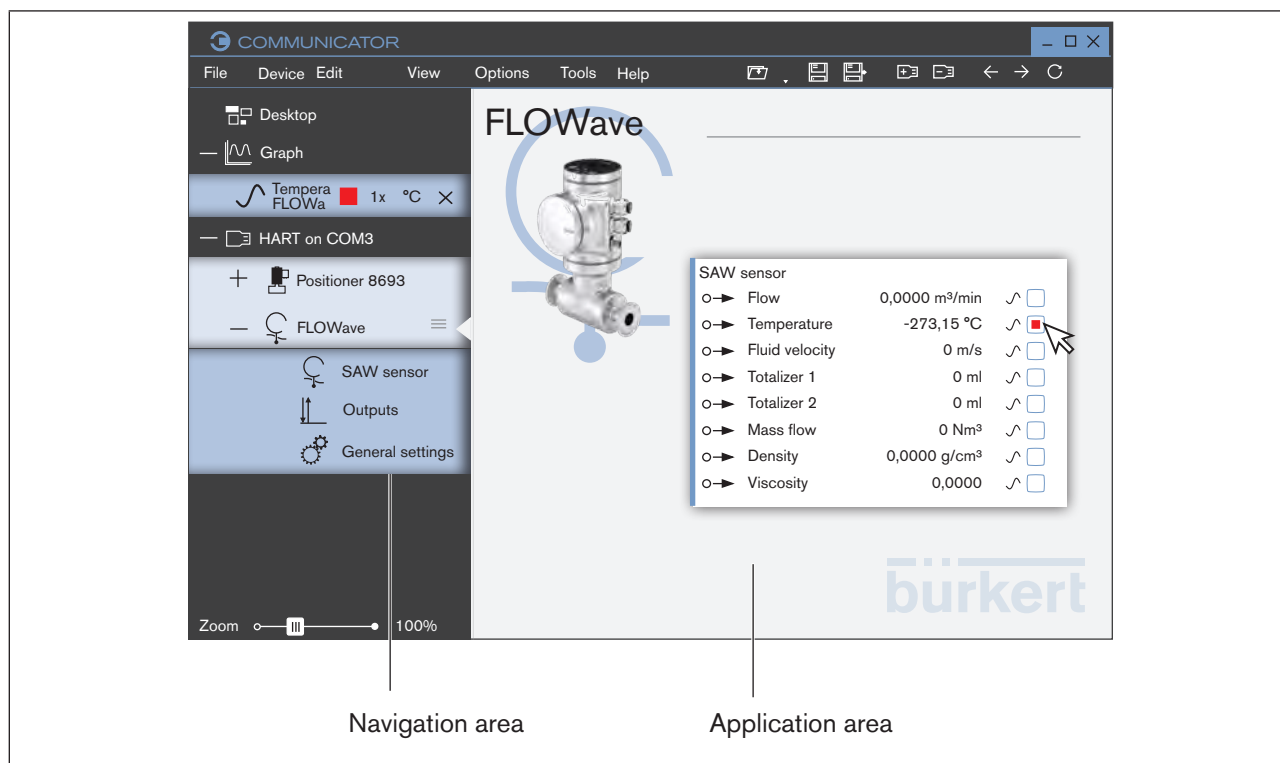 COMMUNICATOR
File Device Edit View Options Tools Help
Desktop
Graph
Tempera
FLOWa 1x °C
HART on COM3
Positioner 8693
FLOWave
SAW sensor
Outputs
General settings
Zoom 100%
FLOWave
SAW sensor
Flow 0,0000 m³/min
Temperature -273,15 °C
Fluid velocity 0 m/s
Totalizer 1 0 ml
Totalizer 2 0 ml
Mass flow 0 Nm³
Density 0,0000 g/cm³
Viscosity 0,0000
bürkert
Navigation area Application area